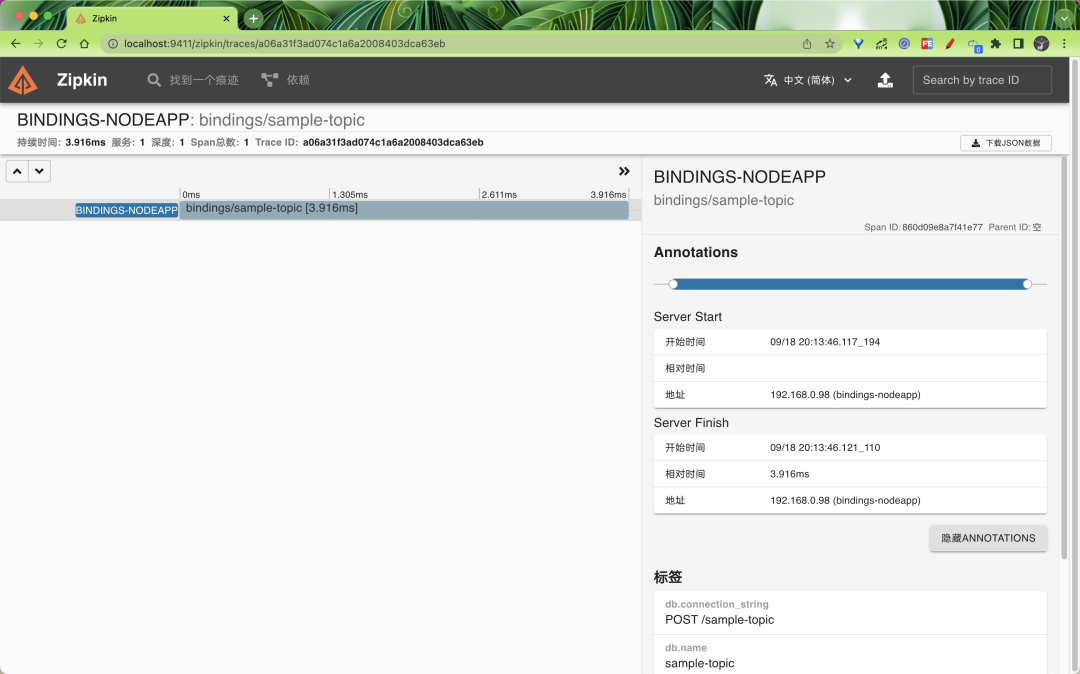 Zipkin
localhost:9411/zipkin/traces/a06a31f3ad074c1a6a2008403dca63eb
Zipkin
找到一个痕迹
依赖
中文 (简体)
Search by trace ID
BINDINGS-NODEAPP: bindings/sample-topic
持续时间: 3.916ms 服务: 1 深度: 1 Span总数: 1 Trace ID: a06a31f3ad074c1a6a2008403dca63eb
下载JSON数据
0ms 1.305ms 2.611ms 3.916ms
BINDINGS-NODEAPP bindings/sample-topic [3.916ms]
BINDINGS-NODEAPP
bindings/sample-topic
Span ID: 860d09e8a7f41e77 Parent ID: 空
Annotations
Server Start
开始时间 09/18 20:13:46.117_194
相对时间
地址 192.168.0.98 (bindings-nodeapp)
Server Finish
开始时间 09/18 20:13:46.121_110
相对时间 3.916ms
地址 192.168.0.98 (bindings-nodeapp)
隐藏ANNOTATIONS
标签
db.connection_string
POST /sample-topic
db.name
sample-topic